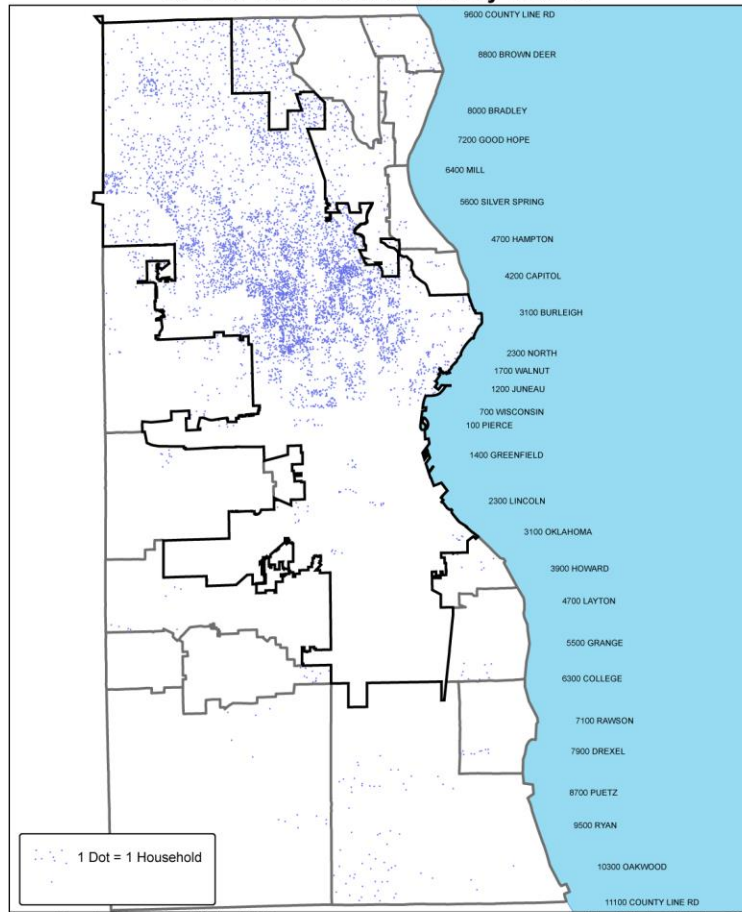 9600 COUNTY LINE RD
8800 BROWN DEER
8000 BRADLEY
7200 GOOD HOPE
6400 MILL
5600 SILVER SPRING
4700 HAMPTON
4200 CAPITOL
3100 BURLEIGH
2300 NORTH
1700 WALNUT
1200 JUNEAU
700 WISCONSIN
100 PIERCE
1400 GREENFIELD
2300 LINCOLN
3100 OKLAHOMA
3900 HOWARD
4700 LAYTON
5500 GRANGE
6300 COLLEGE
7100 RAWSON
7900 DREXEL
8700 PUETZ
9500 RYAN
1 Dot = 1 Household
10300 OAKWOOD
11100 COUNTY LINE RD